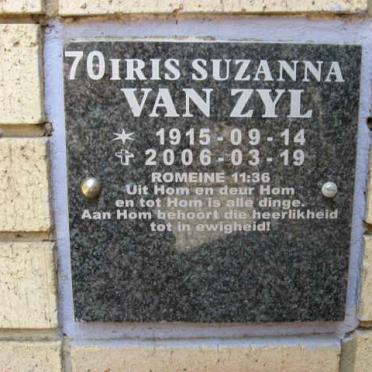 70 IRIS SUZANNA
VAN ZYL
* 1915-09-14
✝ 2006-03-19
ROMEINE 11:36
Uit Hom en deur Hom
en tot Hom is alle dinge.
Aan Hom behoort die heerlikheid
tot in ewigheid!